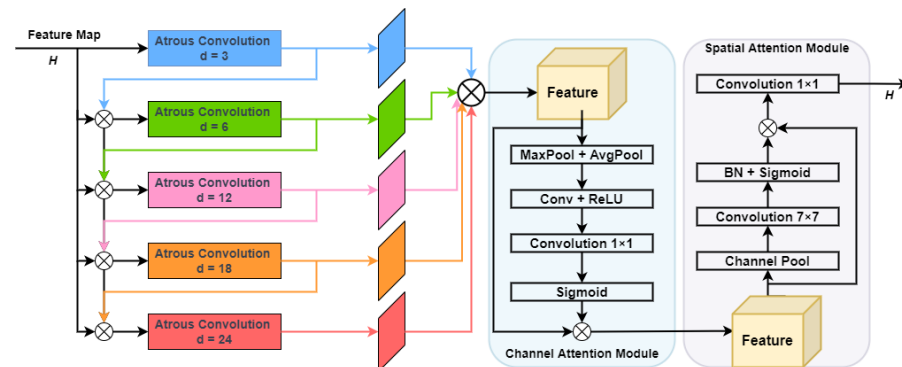 Feature Map
H
Atrous Convolution
d = 3
Atrous Convolution
d = 6
Atrous Convolution
d = 12
Atrous Convolution
d = 18
Atrous Convolution
d = 24
Feature
MaxPool + AvgPool
Conv + ReLU
Convolution 1×1
Sigmoid
Channel Attention Module
Spatial Attention Module
Convolution 1×1
H
BN + Sigmoid
Convolution 7×7
Channel Pool
Feature